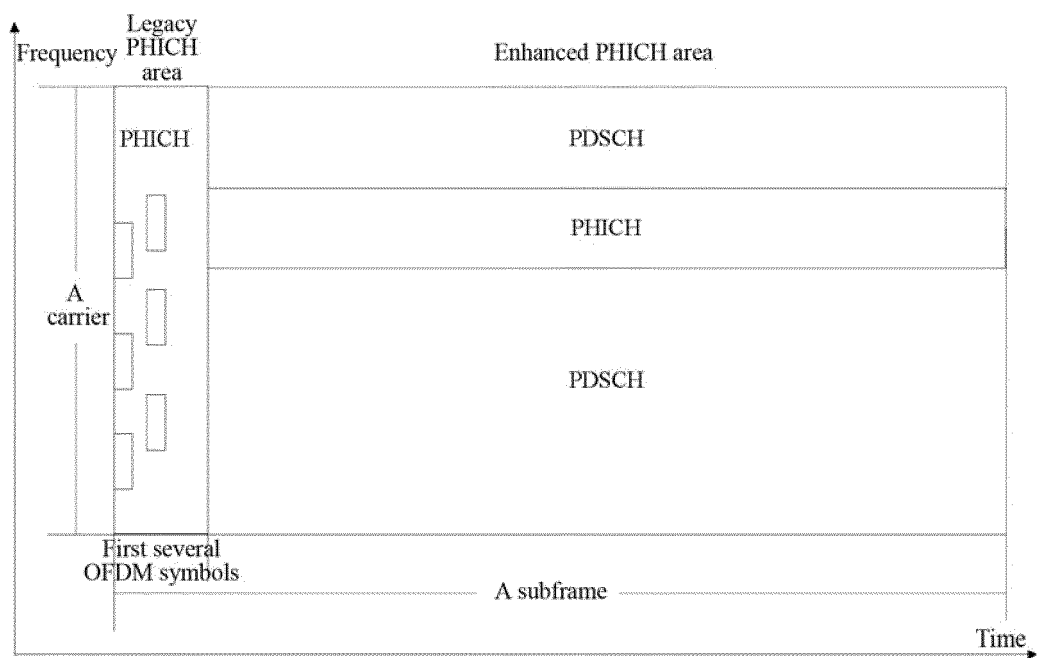 Legacy
PHICH
area
Frequency
Enhanced PHICH area
PHICH
PDSCH
PHICH
A
carrier
PDSCH
First several
OFDM symbols
A subframe
Time